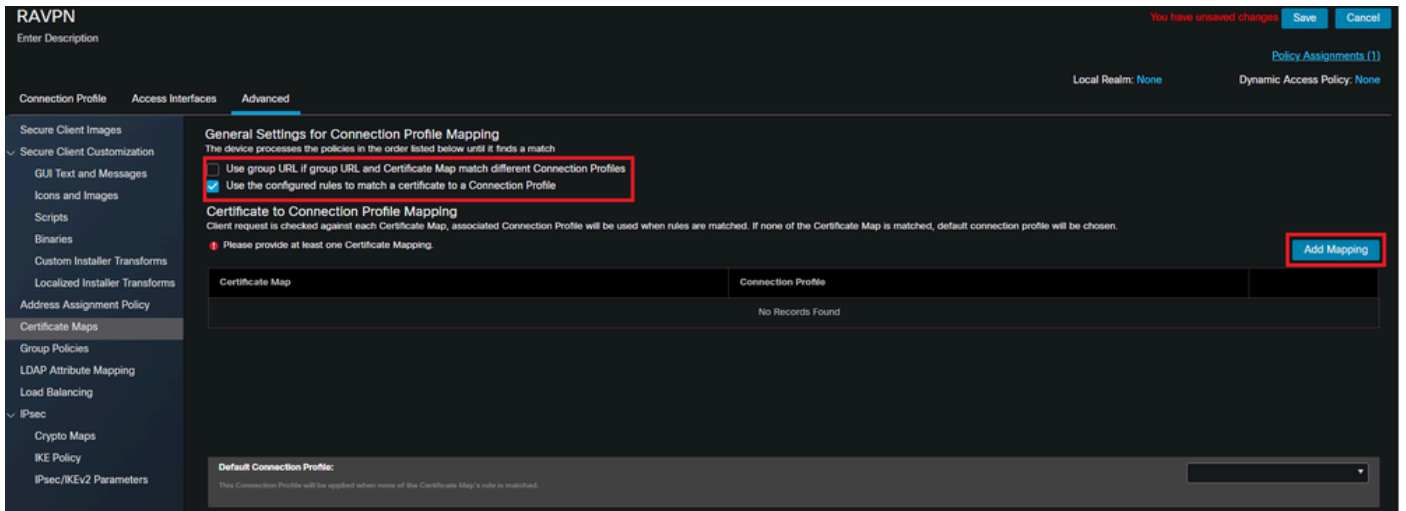 RAVPN
You have unsaved changes Save Cancel
Enter Description
Policy Assignments (1)
Local Realm: None Dynamic Access Policy: None
Connection Profile Access Interfaces Advanced
Secure Client Images
Secure Client Customization
GUI Text and Messages
Icons and Images
Scripts
Binaries
Custom Installer Transforms
Localized Installer Transforms
Address Assignment Policy
Certificate Maps
Group Policies
LDAP Attribute Mapping
Load Balancing
IPsec
Crypto Maps
IKE Policy
IPsec/IKEv2 Parameters
General Settings for Connection Profile Mapping
The device processes the policies in the order listed below until it finds a match
Use group URL if group URL and Certificate Map match different Connection Profiles
Use the configured rules to match a certificate to a Connection Profile
Certificate to Connection Profile Mapping
Client request is checked against each Certificate Map, associated Connection Profile will be used when rules are matched. If none of the Certificate Map is matched, default connection profile will be chosen.
Please provide at least one Certificate Mapping.
Add Mapping
Certificate Map Connection Profile
No Records Found
Default Connection Profile:
This Connection Profile will be applied when none of the Certificate Map's rule is matched.